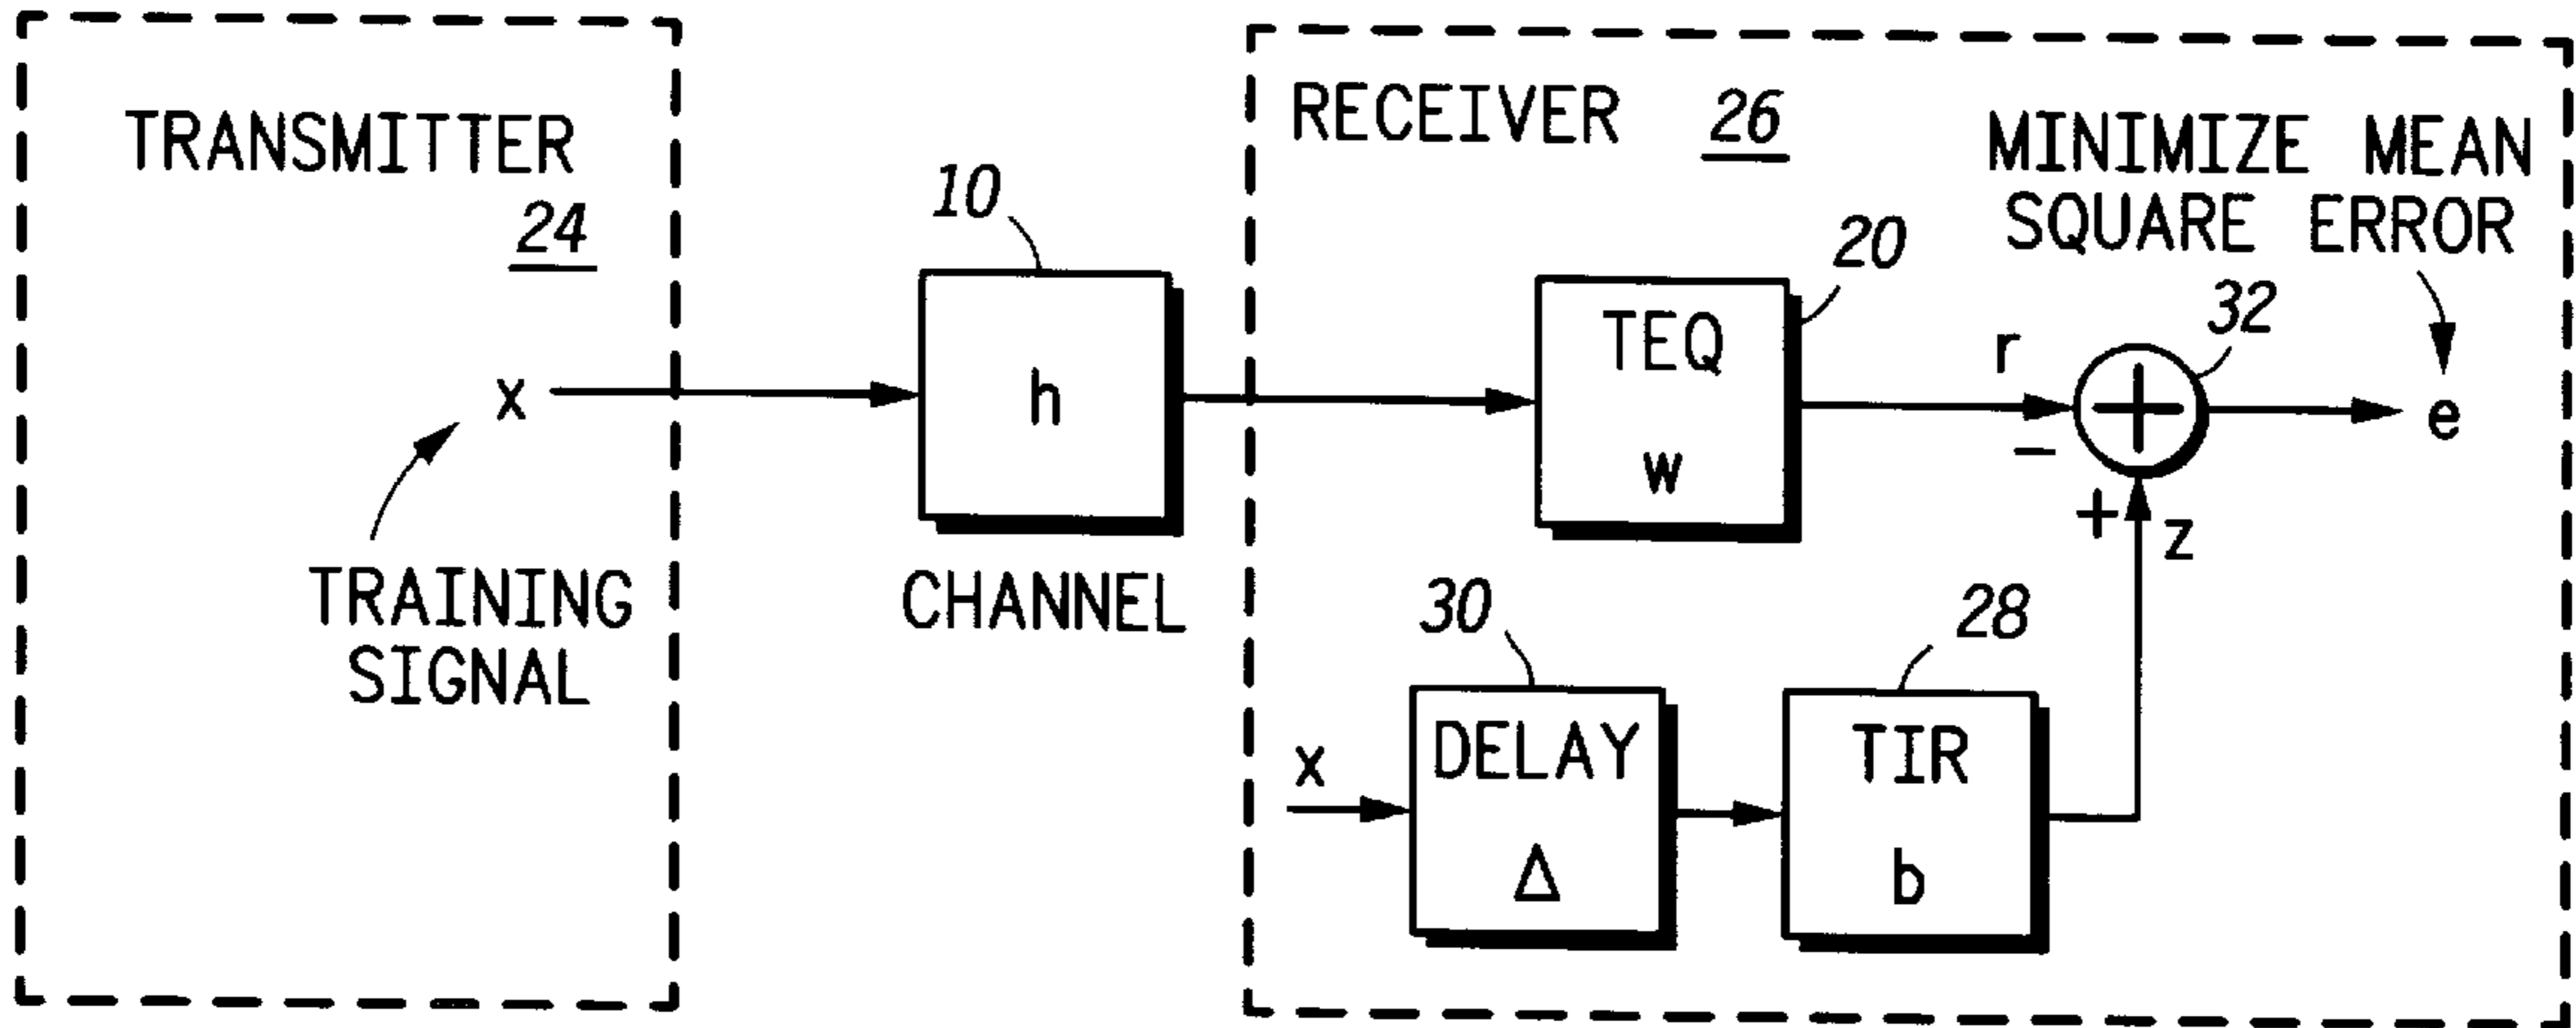 TRANSMITTER
24
x
TRAINING
SIGNAL
10
h
CHANNEL
RECEIVER 26
MINIMIZE MEAN
SQUARE ERROR
20
TEQ
w
r
−
32
e
+
z
x
30
DELAY
Δ
28
TIR
b